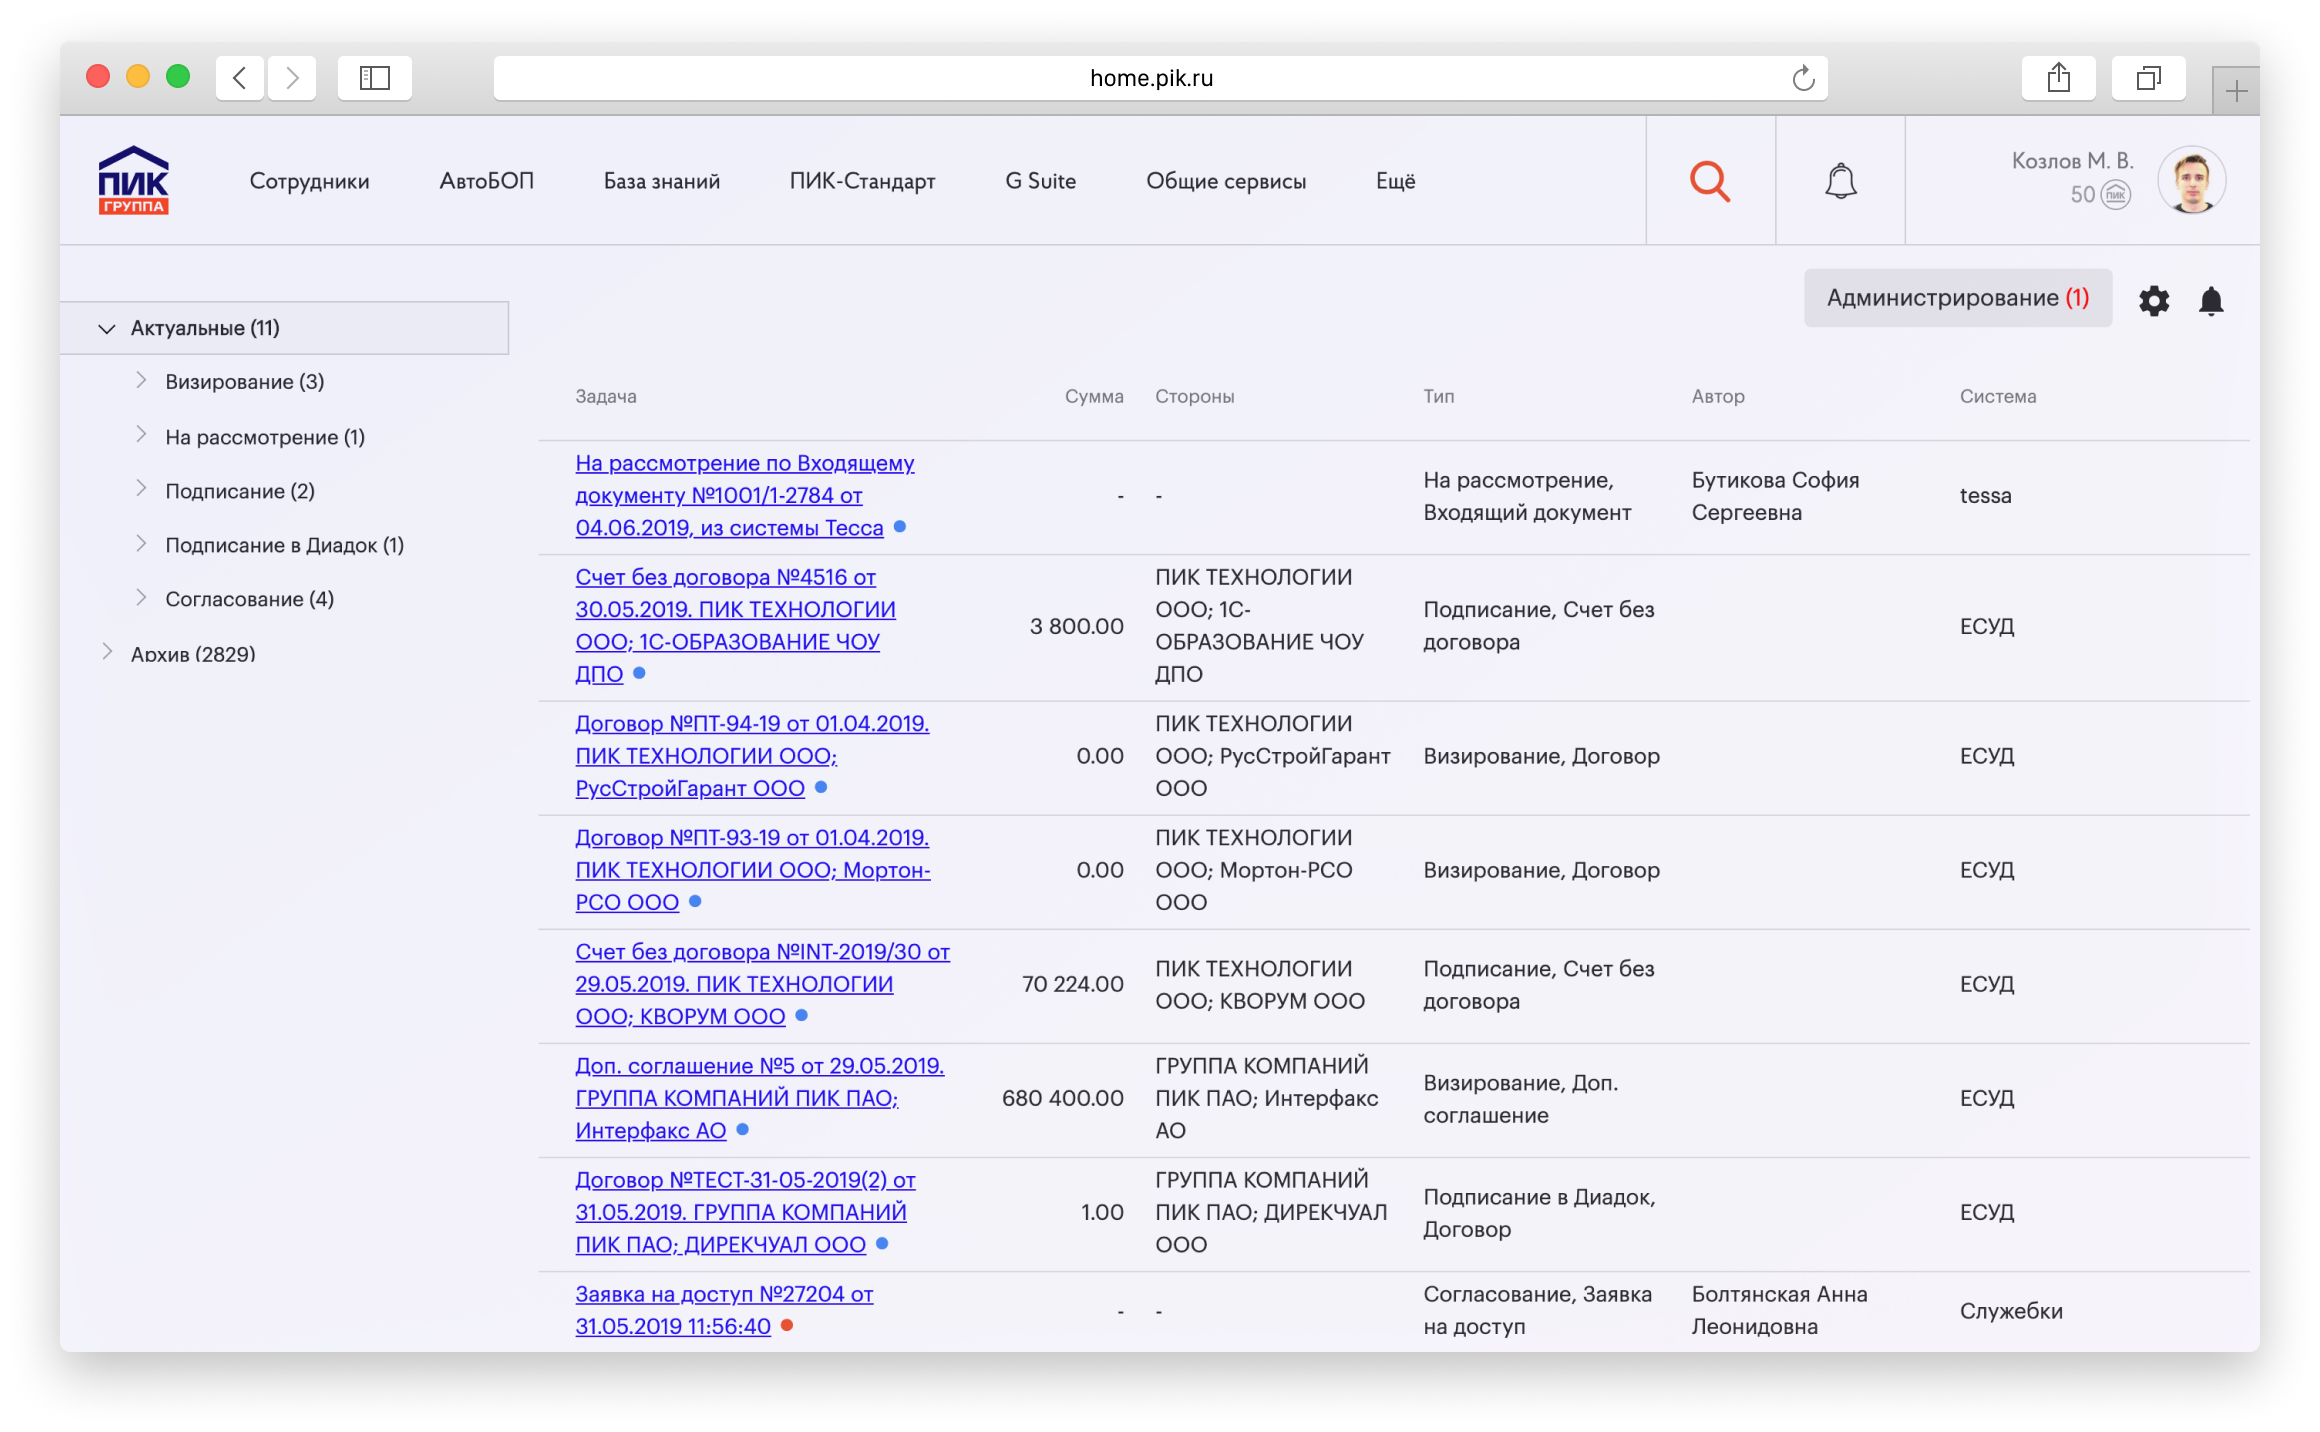 home.pik.ru
ПИК
ГРУППА
Сотрудники
АвтоБОП
База знаний
ПИК-Стандарт
G Suite
Общие сервисы
Ещё
Козлов М. В.
50 ПИК
Администрирование (1)
Актуальные (11)
Визирование (3)
На рассмотрение (1)
Подписание (2)
Подписание в Диадок (1)
Согласование (4)
Архив (2829)
Задача
Сумма
Стороны
Тип
Автор
Система
На рассмотрение по Входящему
документу №1001/1-2784 от
04.06.2019, из системы Тесса
-
-
На рассмотрение,
Входящий документ
Бутикова София
Сергеевна
tessa
Счет без договора №4516 от
30.05.2019. ПИК ТЕХНОЛОГИИ
ООО; 1С-ОБРАЗОВАНИЕ ЧОУ
ДПО
3 800.00
ПИК ТЕХНОЛОГИИ
ООО; 1С-
ОБРАЗОВАНИЕ ЧОУ
ДПО
Подписание, Счет без
договора
ЕСУД
Договор №ПТ-94-19 от 01.04.2019.
ПИК ТЕХНОЛОГИИ ООО;
РусСтройГарант ООО
0.00
ПИК ТЕХНОЛОГИИ
ООО; РусСтройГарант
ООО
Визирование, Договор
ЕСУД
Договор №ПТ-93-19 от 01.04.2019.
ПИК ТЕХНОЛОГИИ ООО; Мортон-
РСО ООО
0.00
ПИК ТЕХНОЛОГИИ
ООО; Мортон-РСО
ООО
Визирование, Договор
ЕСУД
Счет без договора №INT-2019/30 от
29.05.2019. ПИК ТЕХНОЛОГИИ
ООО; КВОРУМ ООО
70 224.00
ПИК ТЕХНОЛОГИИ
ООО; КВОРУМ ООО
Подписание, Счет без
договора
ЕСУД
Доп. соглашение №5 от 29.05.2019.
ГРУППА КОМПАНИЙ ПИК ПАО;
Интерфакс АО
680 400.00
ГРУППА КОМПАНИЙ
ПИК ПАО; Интерфакс
АО
Визирование, Доп.
соглашение
ЕСУД
Договор №ТЕСТ-31-05-2019(2) от
31.05.2019. ГРУППА КОМПАНИЙ
ПИК ПАО; ДИРЕКЧУАЛ ООО
1.00
ГРУППА КОМПАНИЙ
ПИК ПАО; ДИРЕКЧУАЛ
ООО
Подписание в Диадок,
Договор
ЕСУД
Заявка на доступ №27204 от
31.05.2019 11:56:40
-
-
Согласование, Заявка
на доступ
Болтянская Анна
Леонидовна
Служебки